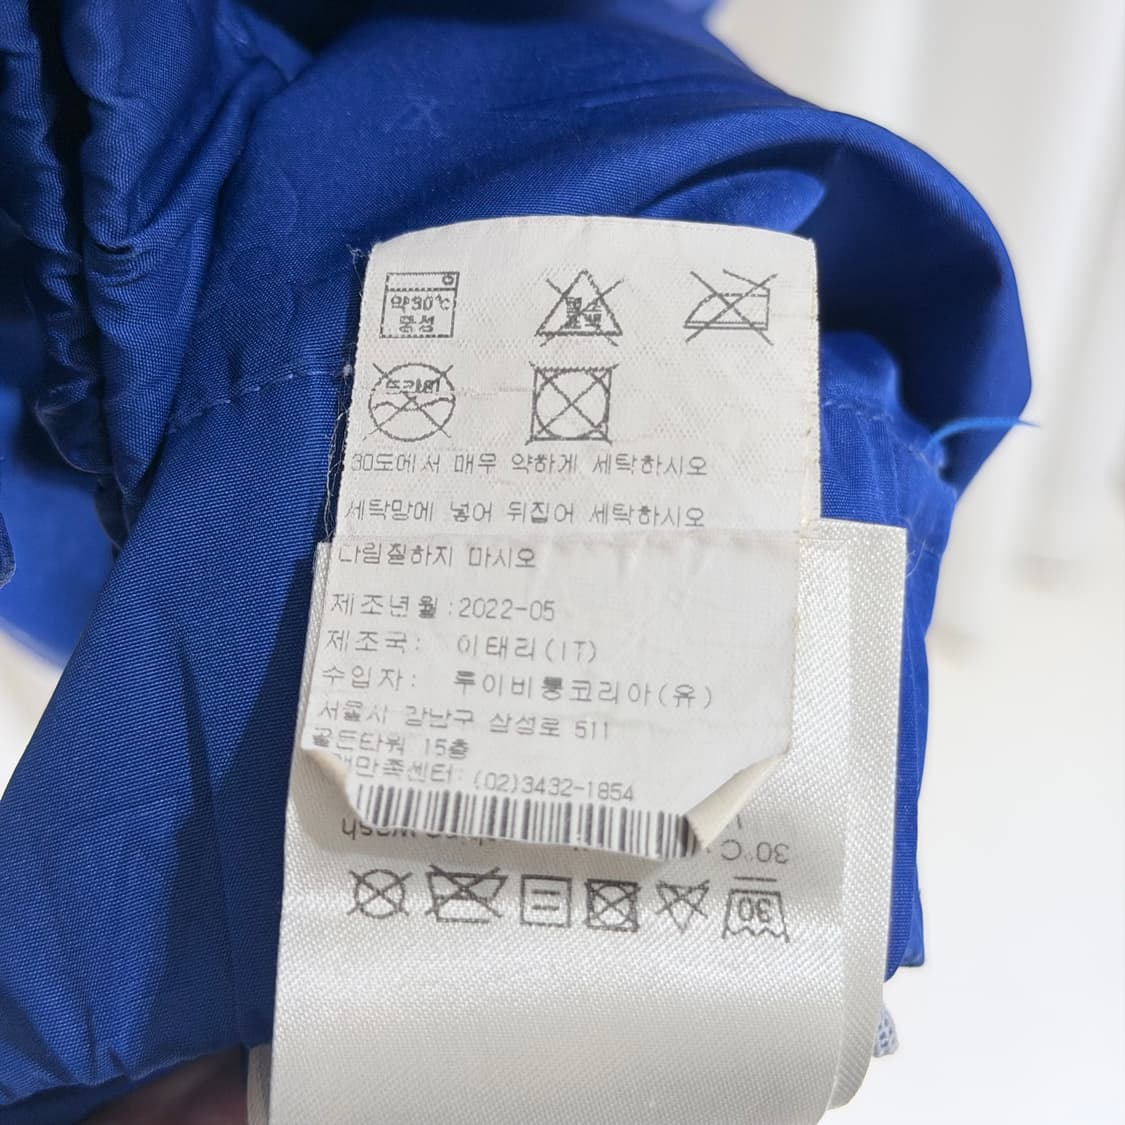 약30℃
중성
염소
표백
드라이
30도에서 매우 약하게 세탁하시오
세탁망에 넣어 뒤집어 세탁하시오
다림질하지 마시오
제조년월:2022-05
제조국: 이태리(IT)
수입자: 루이비통코리아(유)
서울시 강남구 삼성로 511
골든타워 15층
객만족센터: (02)3432-1854
30°C
wash
30